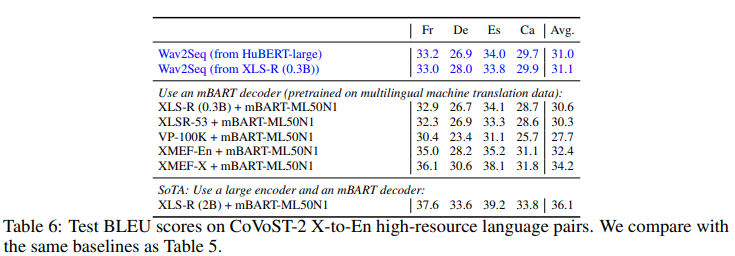 Fr De Es Ca Avg.
Wav2Seq (from HuBERT-large) 33.2 26.9 34.0 29.7 31.0
Wav2Seq (from XLS-R (0.3B)) 33.0 28.0 33.8 29.9 31.1
Use an mBART decoder (pretrained on multilingual machine translation data):
XLS-R (0.3B) + mBART-ML50N1 32.9 26.7 34.1 28.7 30.6
XLSR-53 + mBART-ML50N1 32.3 26.9 33.3 28.6 30.3
VP-100K + mBART-ML50N1 30.4 23.4 31.1 25.7 27.7
XMEF-En + mBART-ML50N1 35.0 28.2 35.2 31.1 32.4
XMEF-X + mBART-ML50N1 36.1 30.6 38.1 31.8 34.2
SoTA: Use a large encoder and an mBART decoder:
XLS-R (2B) + mBART-ML50N1 37.6 33.6 39.2 33.8 36.1
Table 6: Test BLEU scores on CoVoST-2 X-to-En high-resource language pairs. We compare with
the same baselines as Table 5.